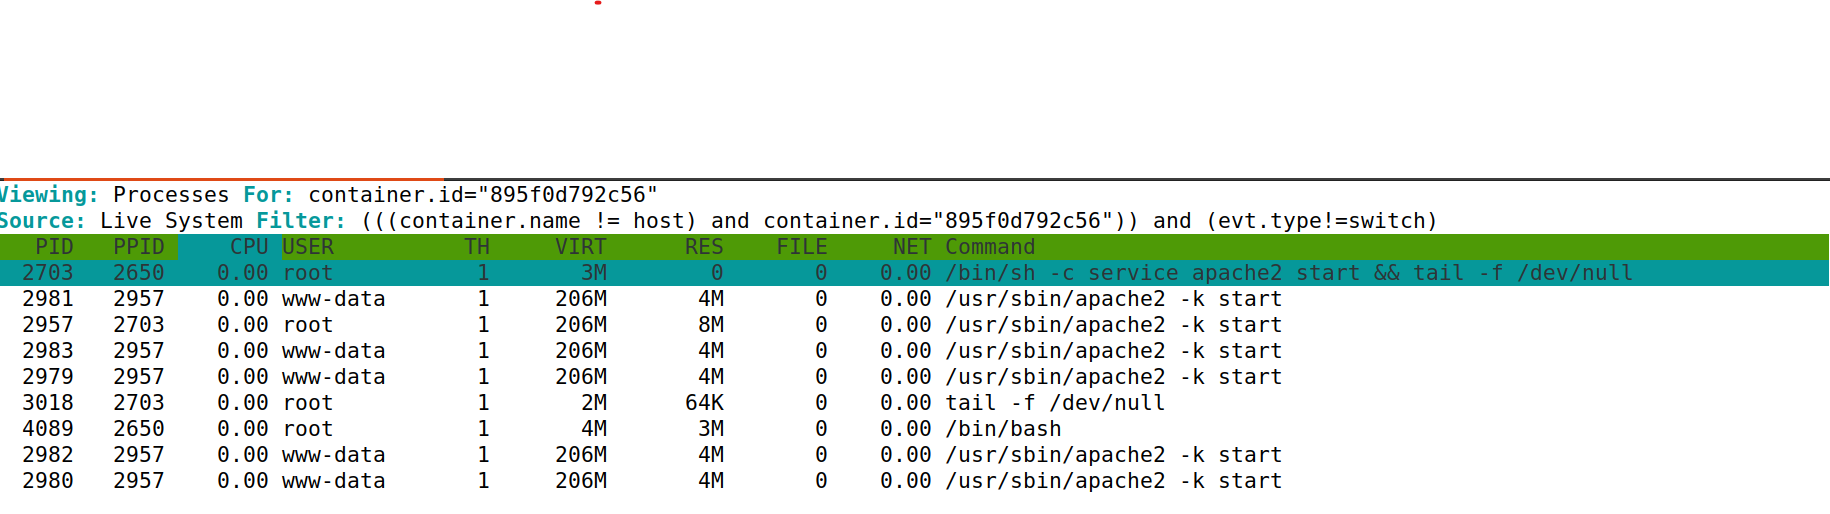 Viewing: Processes For: container.id="895f0d792c56"
Source: Live System Filter: (((container.name != host) and container.id="895f0d792c56")) and (evt.type!=switch)
PID PPID CPU USER TH VIRT RES FILE NET Command
2703 2650 0.00 root 1 3M 0 0 0.00 /bin/sh -c service apache2 start && tail -f /dev/null
2981 2957 0.00 www-data 1 206M 4M 0 0.00 /usr/sbin/apache2 -k start
2957 2703 0.00 root 1 206M 8M 0 0.00 /usr/sbin/apache2 -k start
2983 2957 0.00 www-data 1 206M 4M 0 0.00 /usr/sbin/apache2 -k start
2979 2957 0.00 www-data 1 206M 4M 0 0.00 /usr/sbin/apache2 -k start
3018 2703 0.00 root 1 2M 64K 0 0.00 tail -f /dev/null
4089 2650 0.00 root 1 4M 3M 0 0.00 /bin/bash
2982 2957 0.00 www-data 1 206M 4M 0 0.00 /usr/sbin/apache2 -k start
2980 2957 0.00 www-data 1 206M 4M 0 0.00 /usr/sbin/apache2 -k start